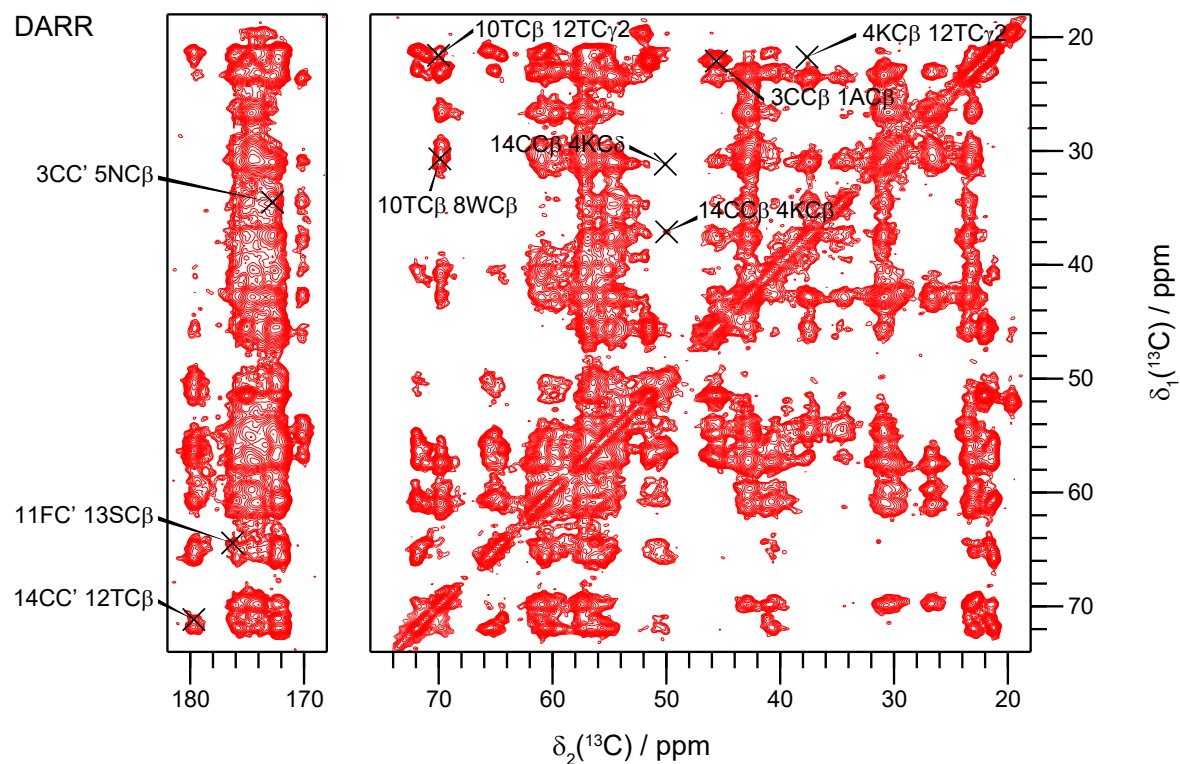 DARR
10TCβ 12TCγ2
4KCβ 12TCγ2
3CCβ 1ACβ
14CCβ 4KCδ
3CC' 5NCβ
10TCβ 8WCβ
14CCβ 4KCβ
11FC' 13SCβ
14CC' 12TCβ
20
30
40
50
60
70
δ₁(¹³C) / ppm
180 170 70 60 50 40 30 20
δ₂(¹³C) / ppm